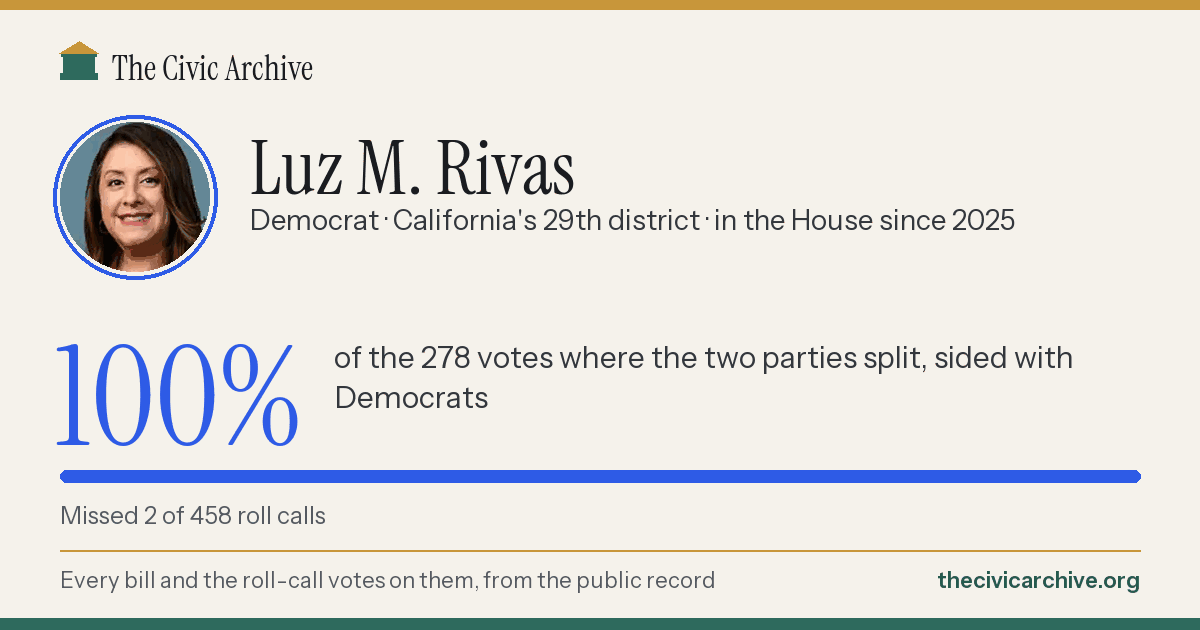 The Civic Archive
Luz M. Rivas
Democrat · California's 29th district · in the House since 2025
100%
of the 278 votes where the two parties split, sided with
Democrats
Missed 2 of 458 roll calls
Every bill and the roll-call votes on them, from the public record
thecivicarchive.org